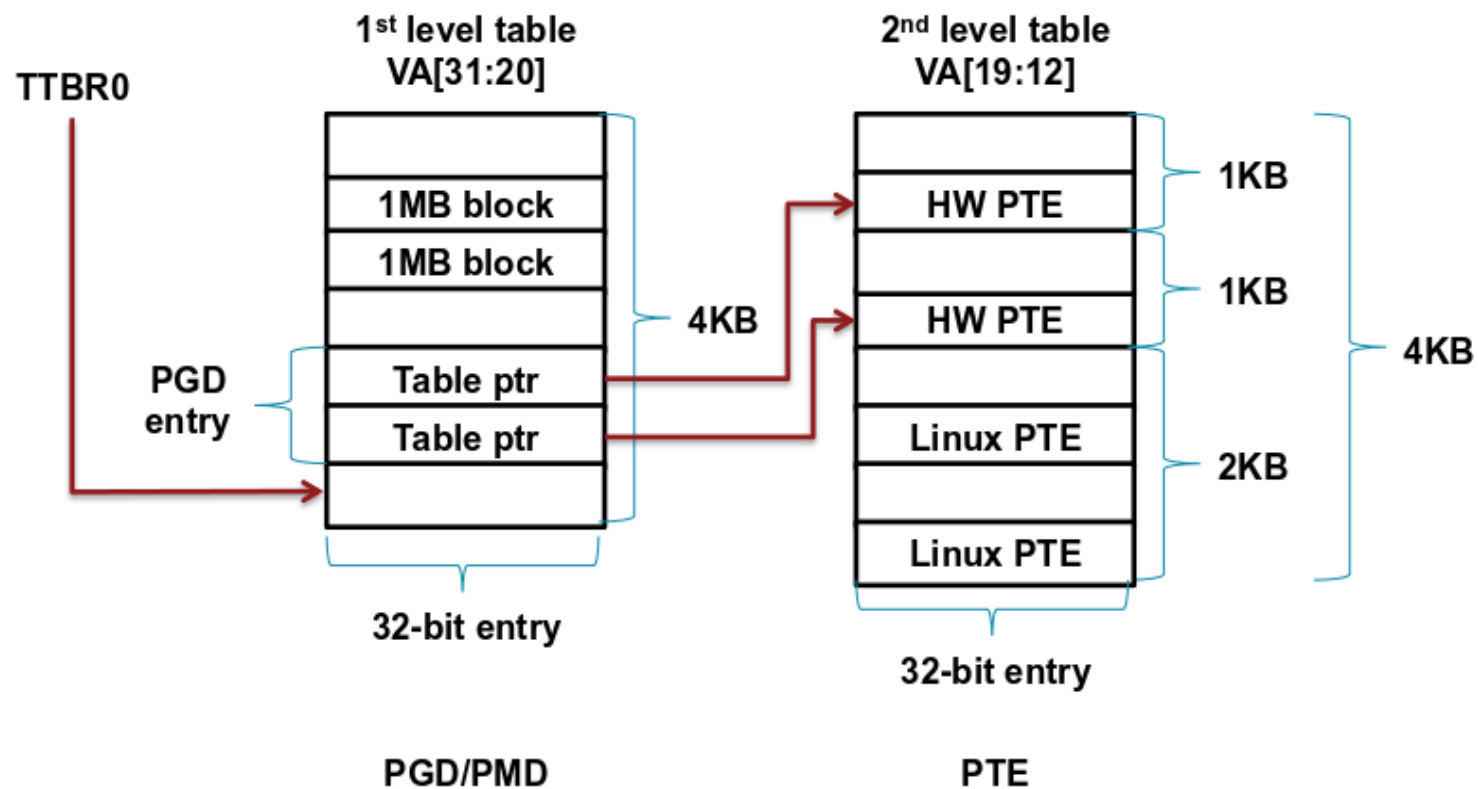 1st level table
VA[31:20]
2nd level table
VA[19:12]
TTBR0
1MB block
1MB block
4KB
PGD
entry
Table ptr
Table ptr
32-bit entry
HW PTE
1KB
HW PTE
1KB
Linux PTE
2KB
Linux PTE
4KB
32-bit entry
PGD/PMD
PTE